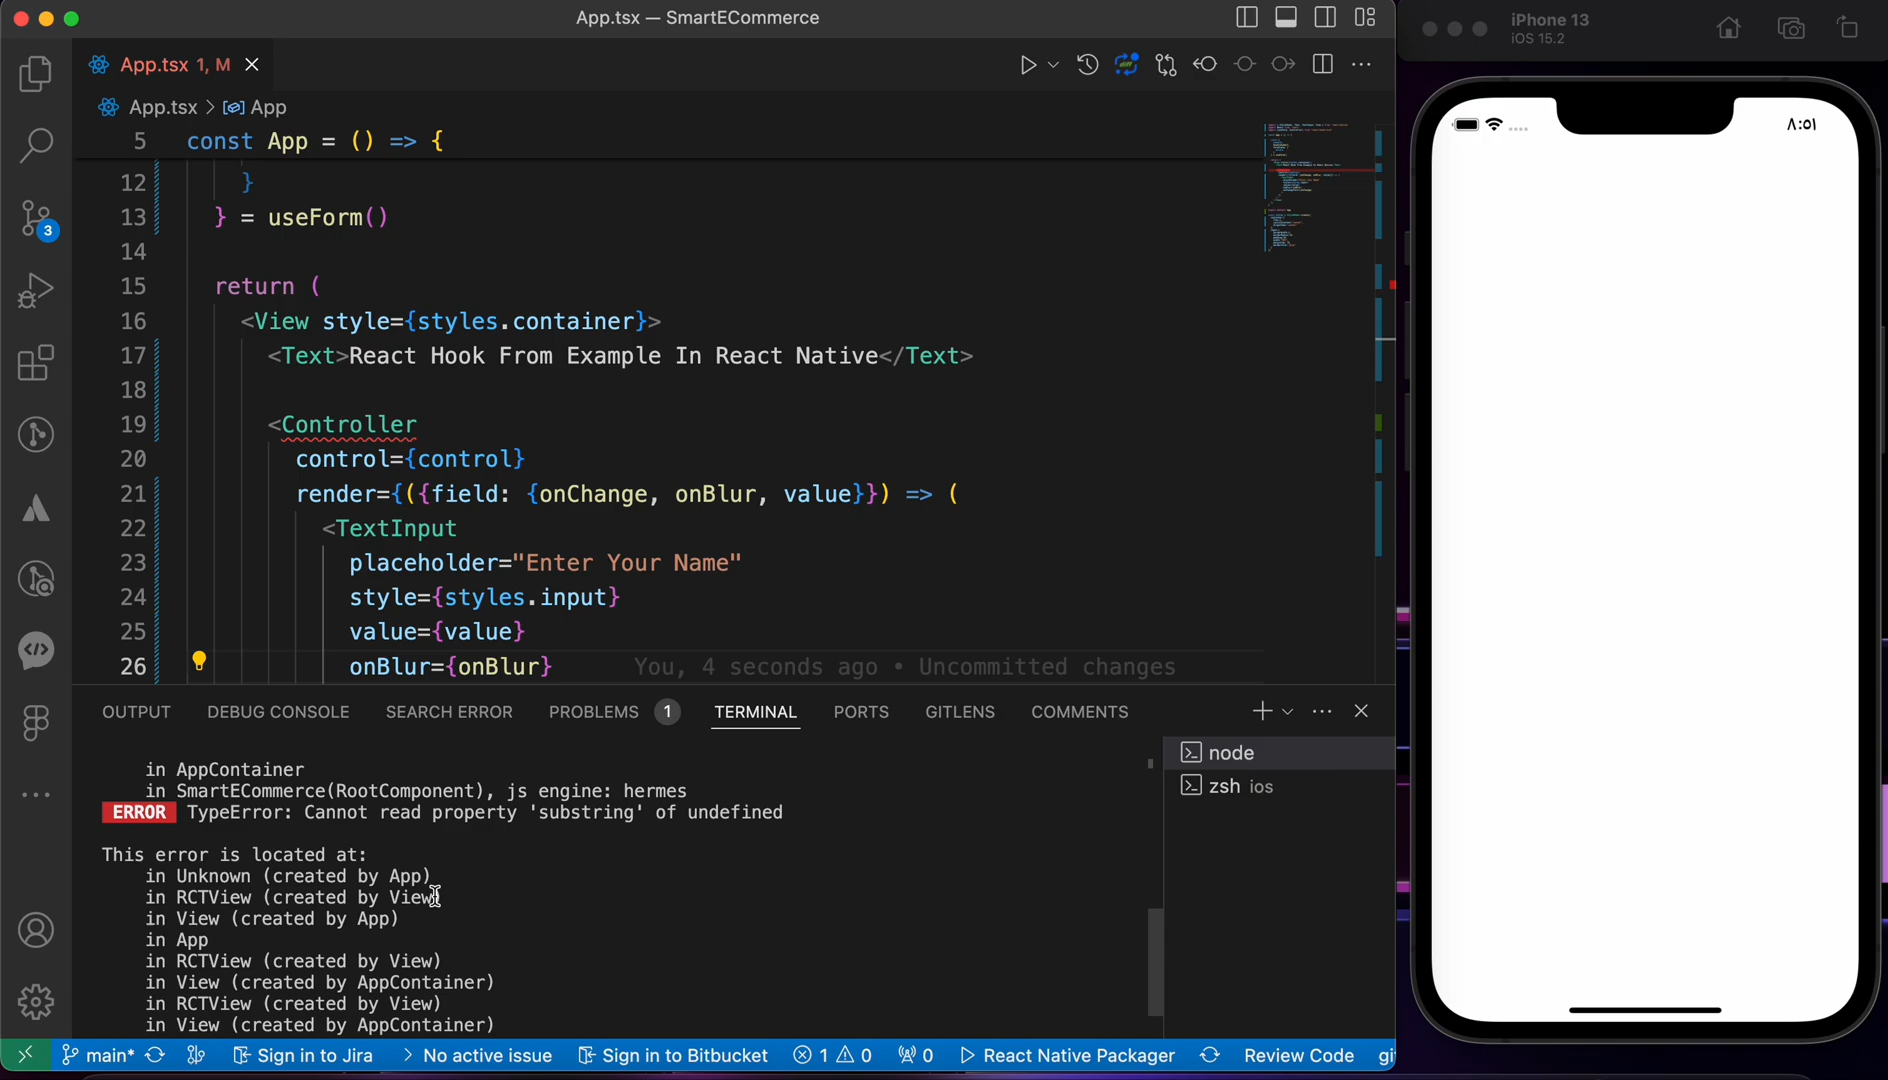 App.tsx — SmartECommerce
iPhone 13
iOS 15.2
App.tsx 1, M
App.tsx > App
٨:٥١
5 const App = () => {
12 }
13 } = useForm()
14
15 return (
16 <View style={styles.container}>
17 <Text>React Hook From Example In React Native</Text>
18
19 <Controller
20 control={control}
21 render={({field: {onChange, onBlur, value}}) => (
22 <TextInput
23 placeholder="Enter Your Name"
24 style={styles.input}
25 value={value}
26 onBlur={onBlur} You, 4 seconds ago • Uncommitted changes
3
OUTPUT DEBUG CONSOLE SEARCH ERROR PROBLEMS 1 TERMINAL PORTS GITLENS COMMENTS
node
zsh ios
in AppContainer
in SmartECommerce(RootComponent), js engine: hermes
ERROR TypeError: Cannot read property 'substring' of undefined
This error is located at:
in Unknown (created by App)
in RCTView (created by View)
in View (created by App)
in App
in RCTView (created by View)
in View (created by AppContainer)
in RCTView (created by View)
in View (created by AppContainer)
main* Sign in to Jira > No active issue Sign in to Bitbucket 1 0 0 React Native Packager Review Code gi